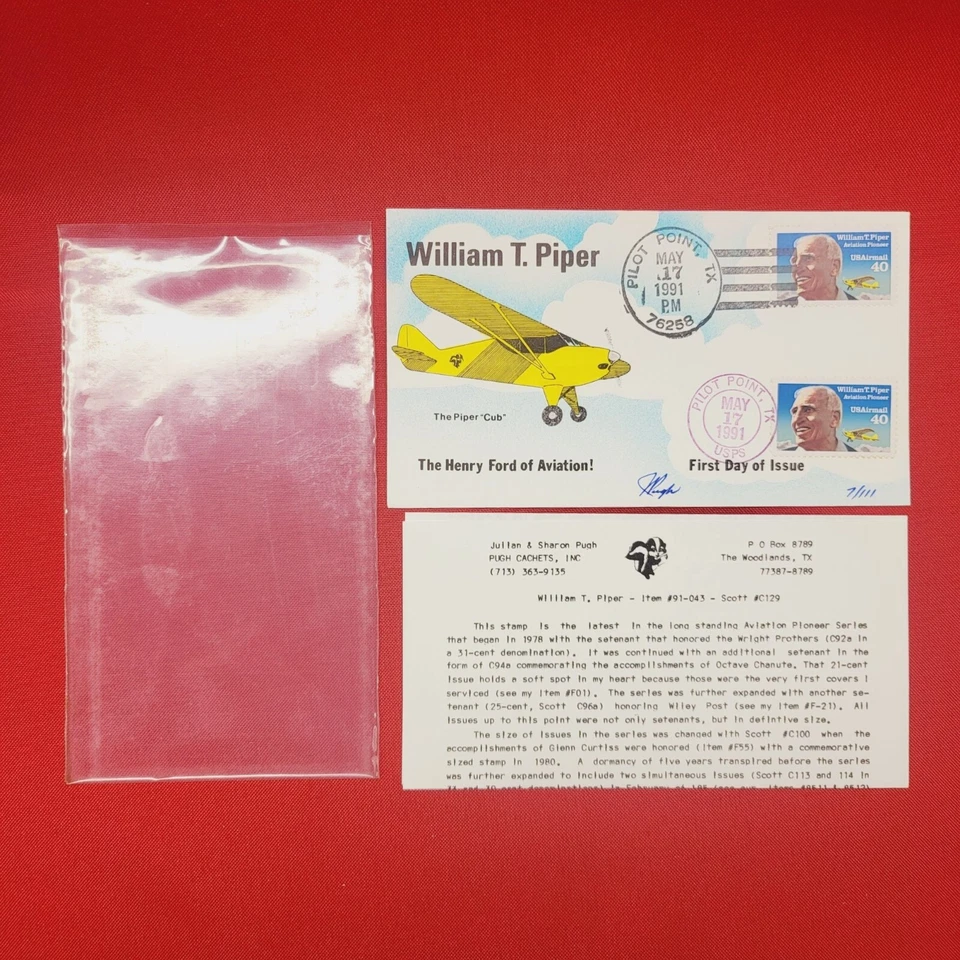 William T. Piper
The Piper "Cub"
The Henry Ford of Aviation!
First Day of Issue
7/111
PILOT POINT, TX
MAY
17
1991
PM
76258
William T. Piper
Aviation Pioneer
USAirmail
40
PILOT POINT, TX
MAY
17
1991
USPS
William T. Piper
Aviation Pioneer
USAirmail
40
Julian & Sharon Pugh
PUGH CACHETS, INC
(713) 363-9135
P O Box 8789
The Woodlands, TX
77387-8789
William T. Piper - Item #91-043 - Scott #C129
This stamp is the latest in the long standing Aviation Pioneer Series
that began in 1978 with the setenant that honored the Wright Prothers (C92a in
a 31-cent denomination). It was continued with an additional setenant in the
form of C94a commemorating the accomplishments of Octave Chanute. That 21-cent
issue holds a soft spot in my heart because those were the very first covers I
serviced (see my item #F01). The series was further expanded with another se-
tenant (25-cent, Scott C96a) honoring Wiley Post (see my item #F-21). All
issues up to this point were not only setenants, but in defintive size.
The size of issues in the series was changed with Scott #C100 when the
accomplishments of Glenn Curtiss were honored (item #F55) with a commemorative
sized stamp in 1980. A dormancy of five years transpired before the series
was further expanded to include two simultaneous issues (Scott C113 and 114 in